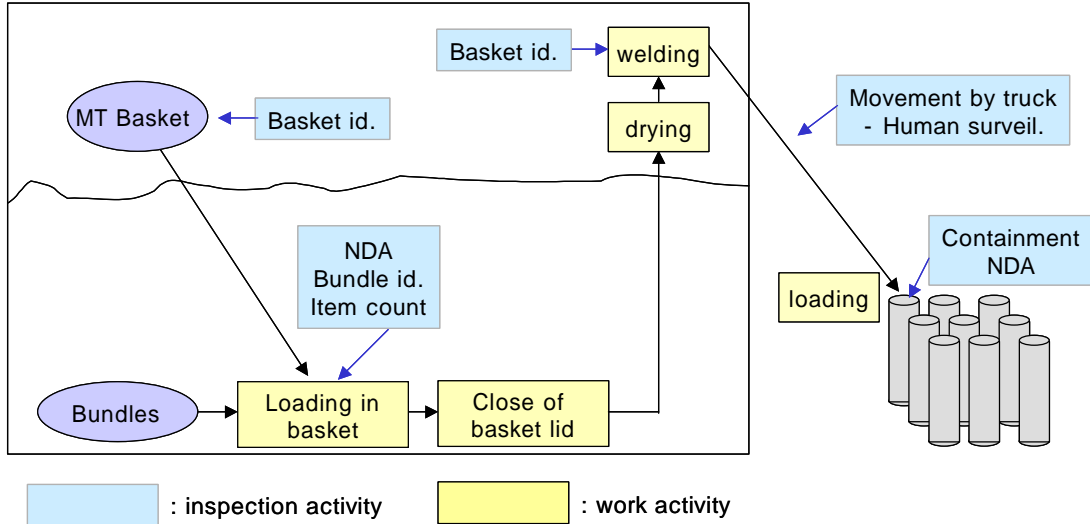 Basket id.
welding
MT Basket
Basket id.
drying
Movement by truck
- Human surveil.
NDA
Bundle id.
Item count
Containment
NDA
loading
Bundles
Loading in
basket
Close of
basket lid
: inspection activity
: work activity